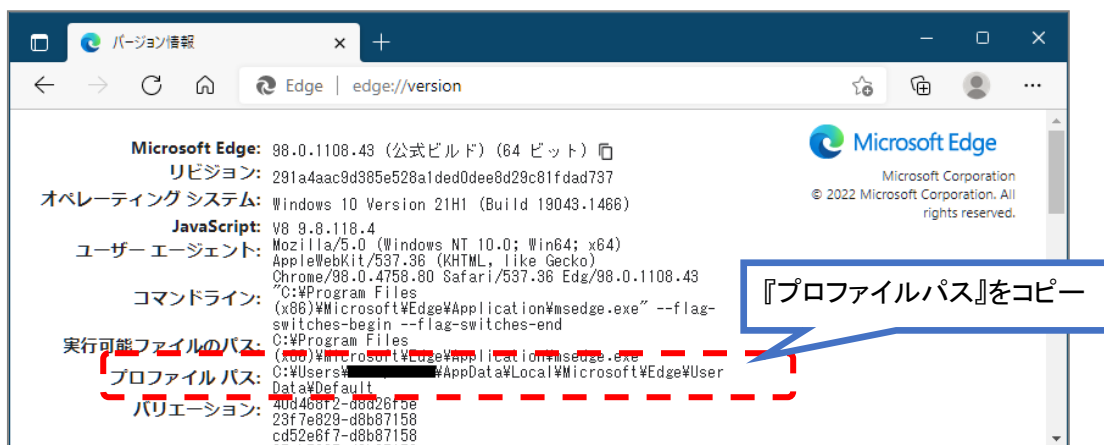 バージョン情報
Edge | edge://version
Microsoft Edge: 98.0.1108.43 (公式ビルド) (64 ビット)
リビジョン: 291a4aac9d385e528a1ded0dee8d29c81fdad737
オペレーティング システム: Windows 10 Version 21H1 (Build 19043.1466)
JavaScript: V8 9.8.118.4
ユーザー エージェント: Mozilla/5.0 (Windows NT 10.0; Win64; x64)
AppleWebKit/537.36 (KHTML, like Gecko)
Chrome/98.0.4758.80 Safari/537.36 Edg/98.0.1108.43
コマンドライン: "C:¥Program Files
(x86)¥Microsoft¥Edge¥Application¥msedge.exe" --flag-
switches-begin --flag-switches-end
実行可能ファイルのパス: C:¥Program Files
(x86)¥Microsoft¥Edge¥Application¥msedge.exe
プロファイル パス: C:¥Users¥ ¥AppData¥Local¥Microsoft¥Edge¥User
Data¥Default
バリエーション: 40d468f2-d8d26f5e
23f7e829-d8b87158
cd52e6f7-d8b87158
Microsoft Edge
Microsoft Corporation
© 2022 Microsoft Corporation. All
rights reserved.
『プロファイルパス』をコピー